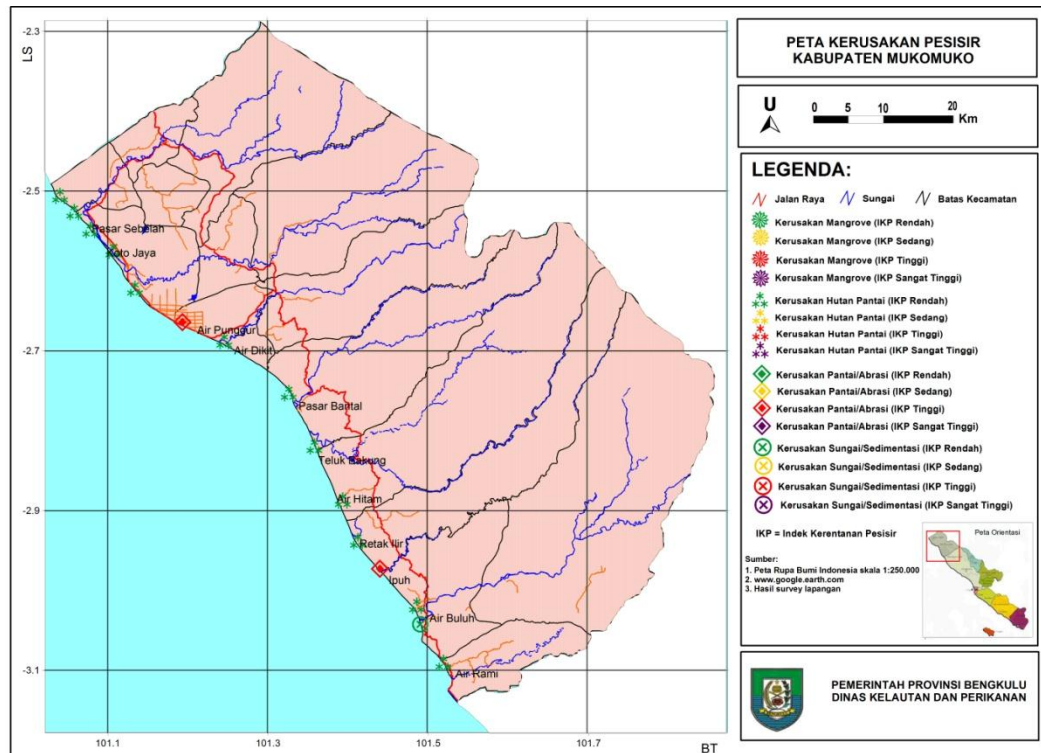 PETA KERUSAKAN PESISIR
KABUPATEN MUKOMUKO
U
0 5 10 20
Km
LEGENDA:
Jalan Raya Sungai Batas Kecamatan
Kerusakan Mangrove (IKP Rendah)
Kerusakan Mangrove (IKP Sedang)
Kerusakan Mangrove (IKP Tinggi)
Kerusakan Mangrove (IKP Sangat Tinggi)
Kerusakan Hutan Pantai (IKP Rendah)
Kerusakan Hutan Pantai (IKP Sedang)
Kerusakan Hutan Pantai (IKP Tinggi)
Kerusakan Hutan Pantai (IKP Sangat Tinggi)
Kerusakan Pantai/Abrasi (IKP Rendah)
Kerusakan Pantai/Abrasi (IKP Sedang)
Kerusakan Pantai/Abrasi (IKP Tinggi)
Kerusakan Pantai/Abrasi (IKP Sangat Tinggi)
Kerusakan Sungai/Sedimentasi (IKP Rendah)
Kerusakan Sungai/Sedimentasi (IKP Sedang)
Kerusakan Sungai/Sedimentasi (IKP Tinggi)
Kerusakan Sungai/Sedimentasi (IKP Sangat Tinggi)
IKP = Indek Kerentanan Pesisir
Peta Orientasi
Sumber:
1. Peta Rupa Bumi Indonesia skala 1:250.000
2. www.google.earth.com
3. Hasil survey lapangan
PEMERINTAH PROVINSI BENGKULU
DINAS KELAUTAN DAN PERIKANAN
LS
-2.3
-2.5
-2.7
-2.9
-3.1
Pasar Sebelah
Koto Jaya
Air Punggur
Air Dikit
Pasar Bantal
Teluk Bakung
Air Hitam
Retak Ilir
Ipuh
Air Buluh
Air Rami
101.1 101.3 101.5 101.7
BT